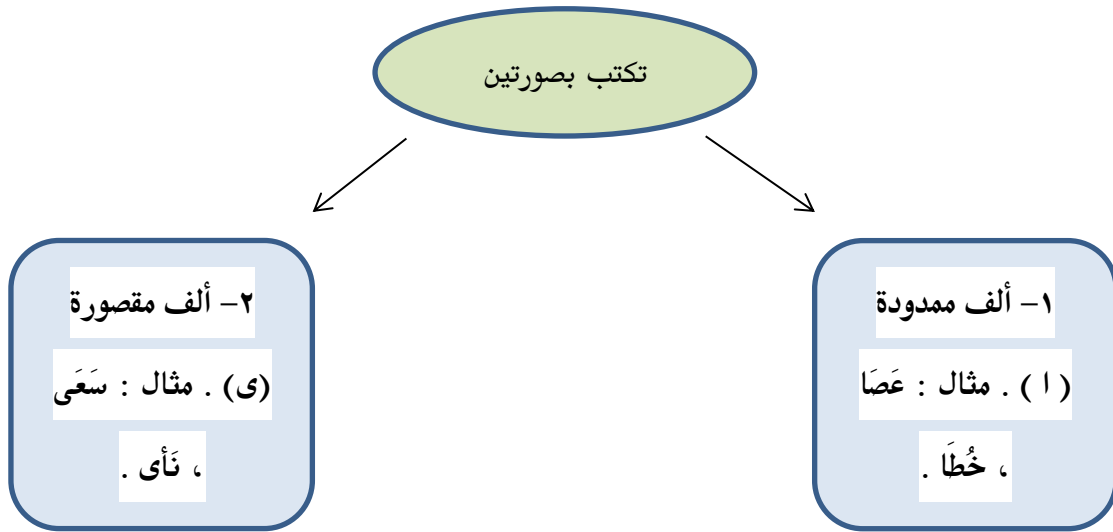 تكتب بصورتين
١- ألف ممدودة
( ا ) . مثال : عَصَا
، خُطَا .
٢- ألف مقصورة
(ى) . مثال : سَعَى
، نَأى .